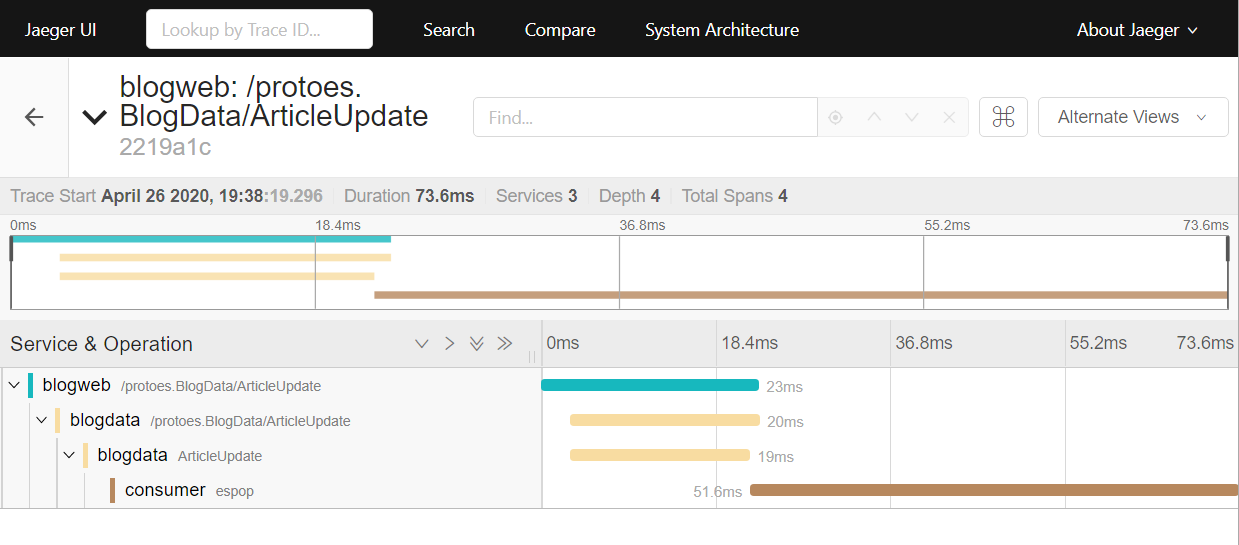 Jaeger UI Lookup by Trace ID... Search Compare System Architecture About Jaeger
blogweb: /protoes.
BlogData/ArticleUpdate
2219a1c
Find...
Alternate Views
Trace Start April 26 2020, 19:38:19.296 Duration 73.6ms Services 3 Depth 4 Total Spans 4
0ms 18.4ms 36.8ms 55.2ms 73.6ms
Service & Operation 0ms 18.4ms 36.8ms 55.2ms 73.6ms
blogweb /protoes.BlogData/ArticleUpdate 23ms
blogdata /protoes.BlogData/ArticleUpdate 20ms
blogdata ArticleUpdate 19ms
consumer espop 51.6ms